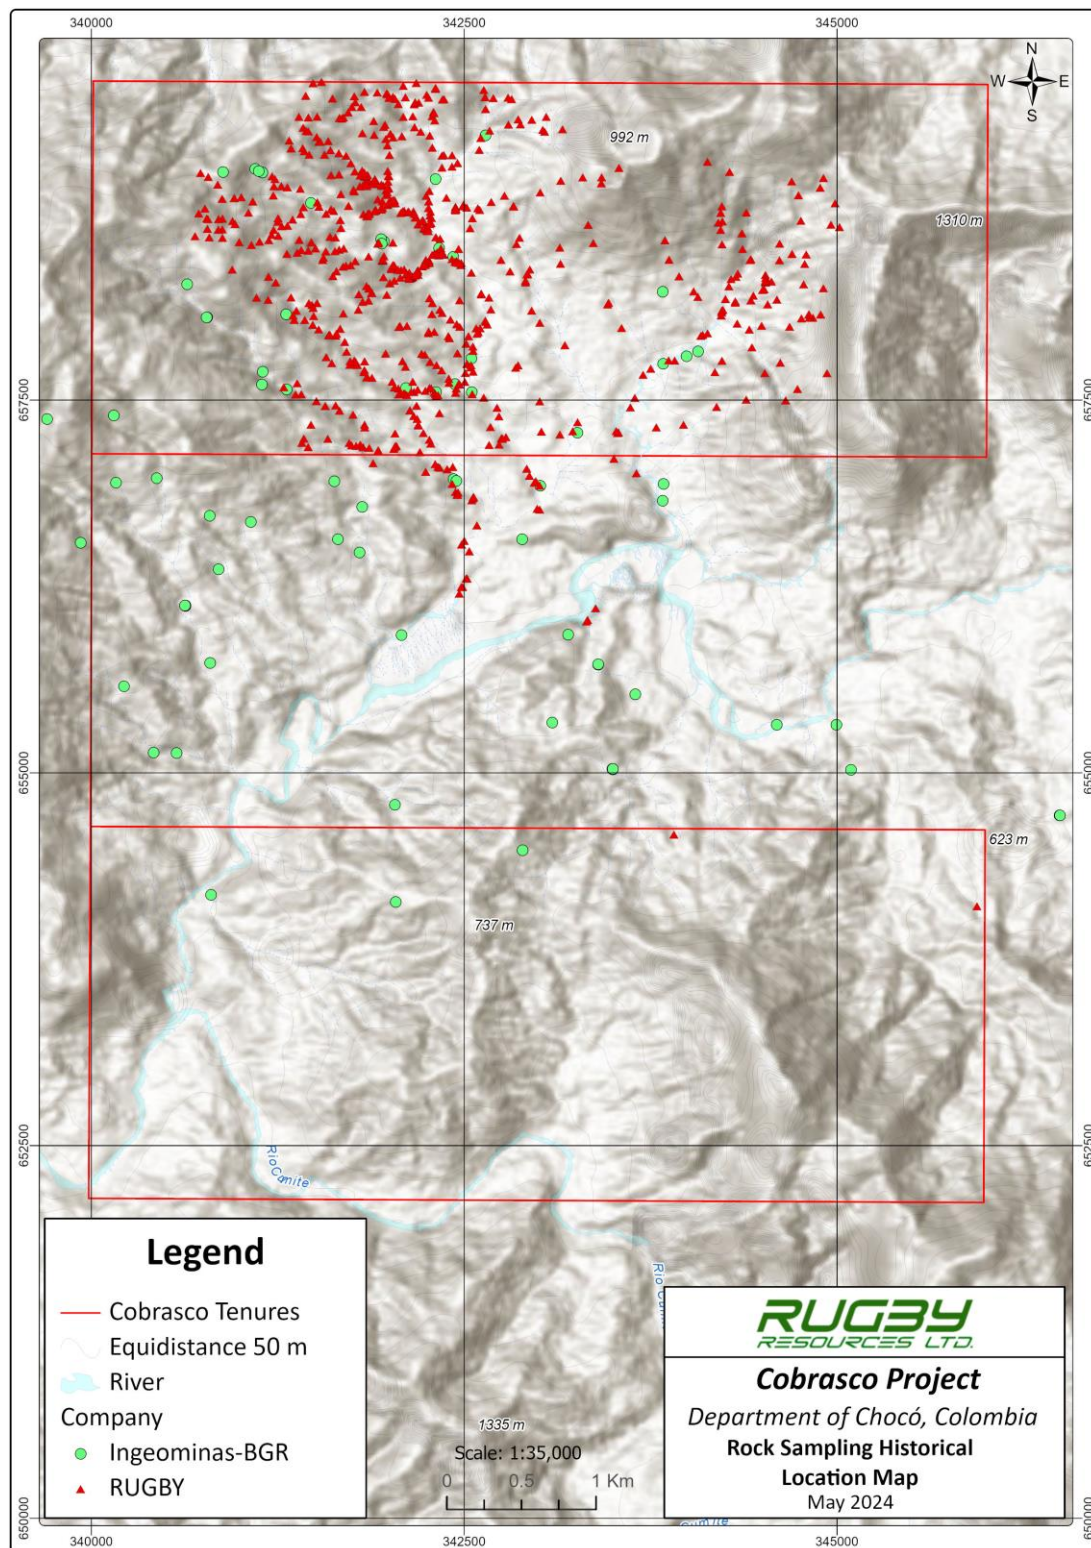 340000
342500
345000
N
W
E
S
992 m
1310 m
657500
657500
655000
655000
623 m
737 m
652500
652500
Rio Cumite
Legend
Cobrasco Tenures
Equidistance 50 m
River
Company
Ingeominas-BGR
RUGBY
1335 m
Scale: 1:35,000
0
0.5
1 Km
RUGBY
RESOURCES LTD.
Cobrasco Project
Department of Chocó, Colombia
Rock Sampling Historical
Location Map
May 2024
650000
650000
340000
342500
345000